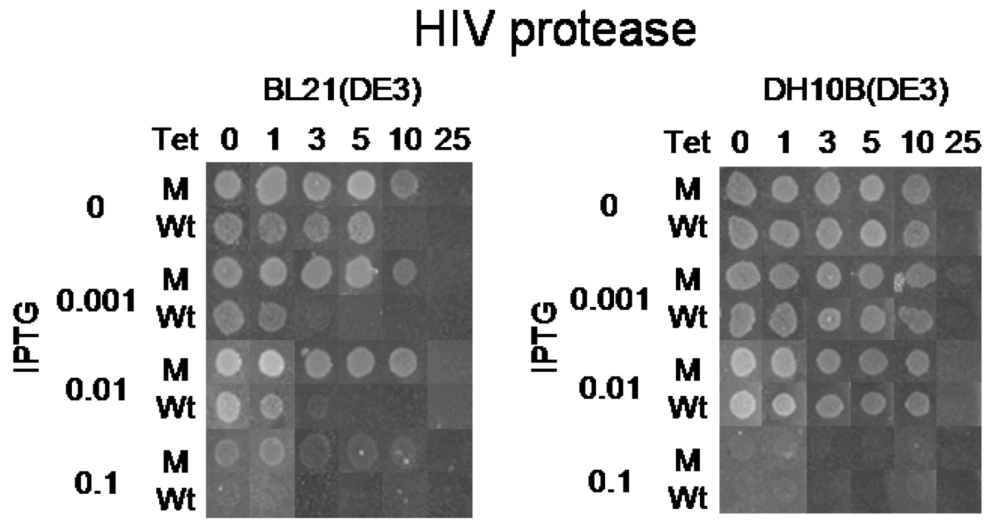 HIV protease
BL21(DE3) DH10B(DE3)
Tet 0 1 3 5 10 25 Tet 0 1 3 5 10 25
0 M 0 M
Wt Wt
0.001 M 0.001 M
Wt Wt
IPTG IPTG
0.01 M 0.01 M
Wt Wt
0.1 M 0.1 M
Wt Wt